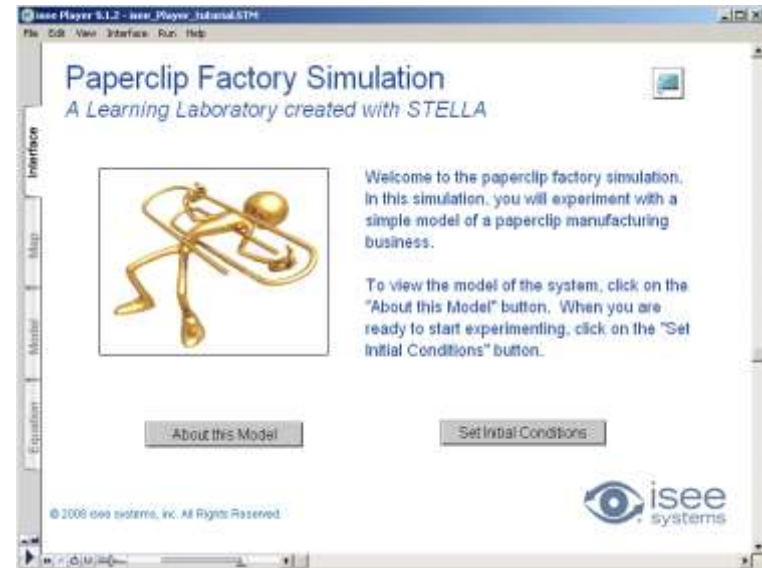 isee Player 9.1.2 - isee_Player_tutorial.STM
File Edit View Interface Run Help
Paperclip Factory Simulation
A Learning Laboratory created with STELLA
Interface
Map
Model
Equation
Welcome to the paperclip factory simulation.
In this simulation, you will experiment with a
simple model of a paperclip manufacturing
business.
To view the model of the system, click on the
"About this Model" button. When you are
ready to start experimenting, click on the "Set
Initial Conditions" button.
About this Model
Set Initial Conditions
isee
systems
© 2008 isee systems, inc. All Rights Reserved.